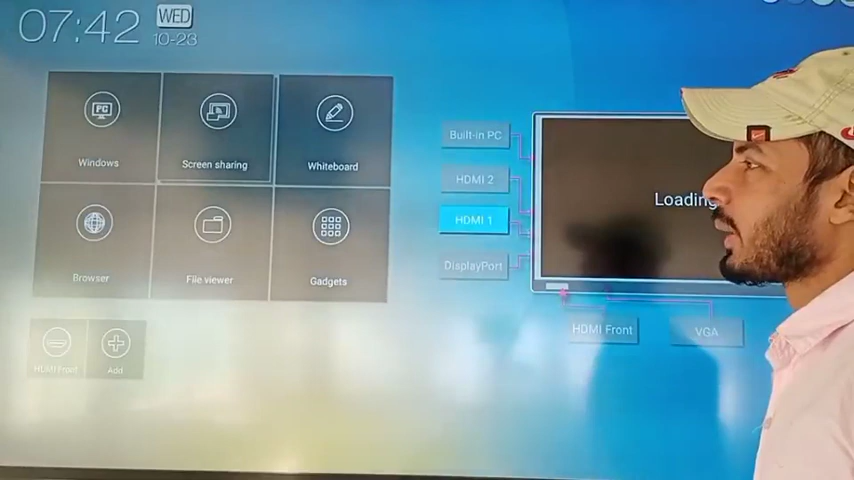 07:42
WED
10-23
PC
Windows
Screen sharing
Whiteboard
Browser
File viewer
Gadgets
HDMI Front
Add
Built-in PC
HDMI 2
HDMI 1
DisplayPort
Loading
HDMI Front
VGA